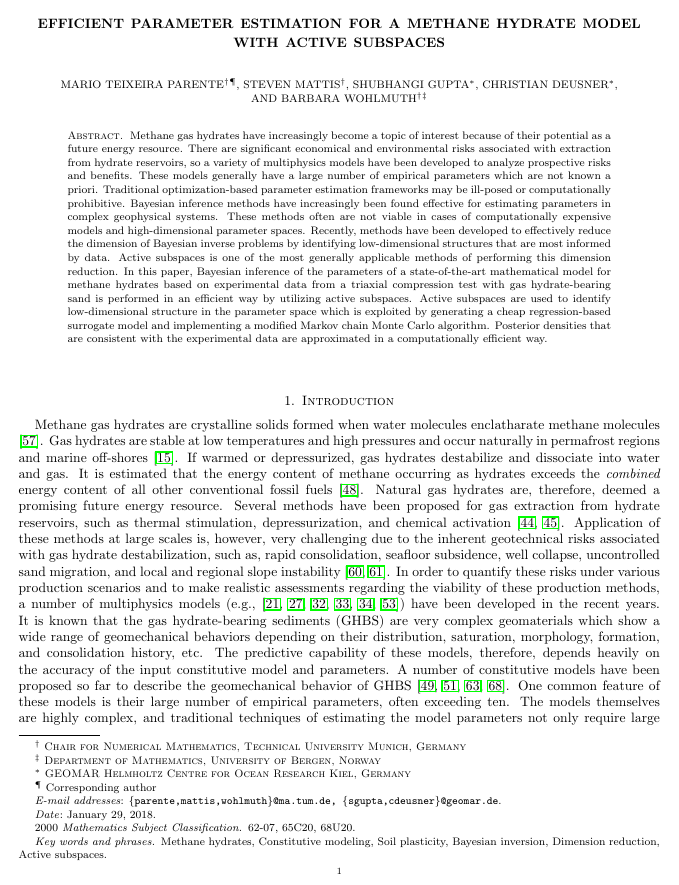 EFFICIENT PARAMETER ESTIMATION FOR A METHANE HYDRATE MODEL
WITH ACTIVE SUBSPACES
MARIO TEIXEIRA PARENTE†¶, STEVEN MATTIS†, SHUBHANGI GUPTA*, CHRISTIAN DEUSNER*,
AND BARBARA WOHLMUTH†‡
ABSTRACT. Methane gas hydrates have increasingly become a topic of interest because of their potential as a
future energy resource. There are significant economical and environmental risks associated with extraction
from hydrate reservoirs, so a variety of multiphysics models have been developed to analyze prospective risks
and benefits. These models generally have a large number of empirical parameters which are not known a
priori. Traditional optimization-based parameter estimation frameworks may be ill-posed or computationally
prohibitive. Bayesian inference methods have increasingly been found effective for estimating parameters in
complex geophysical systems. These methods often are not viable in cases of computationally expensive
models and high-dimensional parameter spaces. Recently, methods have been developed to effectively reduce
the dimension of Bayesian inverse problems by identifying low-dimensional structures that are most informed
by data. Active subspaces is one of the most generally applicable methods of performing this dimension
reduction. In this paper, Bayesian inference of the parameters of a state-of-the-art mathematical model for
methane hydrates based on experimental data from a triaxial compression test with gas hydrate-bearing
sand is performed in an efficient way by utilizing active subspaces. Active subspaces are used to identify
low-dimensional structure in the parameter space which is exploited by generating a cheap regression-based
surrogate model and implementing a modified Markov chain Monte Carlo algorithm. Posterior densities that
are consistent with the experimental data are approximated in a computationally efficient way.
1. INTRODUCTION
Methane gas hydrates are crystalline solids formed when water molecules enclatharate methane molecules
[57]. Gas hydrates are stable at low temperatures and high pressures and occur naturally in permafrost regions
and marine off-shores [15]. If warmed or depressurized, gas hydrates destabilize and dissociate into water
and gas. It is estimated that the energy content of methane occurring as hydrates exceeds the combined
energy content of all other conventional fossil fuels [48]. Natural gas hydrates are, therefore, deemed a
promising future energy resource. Several methods have been proposed for gas extraction from hydrate
reservoirs, such as thermal stimulation, depressurization, and chemical activation [44, 45]. Application of
these methods at large scales is, however, very challenging due to the inherent geotechnical risks associated
with gas hydrate destabilization, such as, rapid consolidation, seafloor subsidence, well collapse, uncontrolled
sand migration, and local and regional slope instability [60, 61]. In order to quantify these risks under various
production scenarios and to make realistic assessments regarding the viability of these production methods,
a number of multiphysics models (e.g., [21, 27, 32, 33, 34, 53]) have been developed in the recent years.
It is known that the gas hydrate-bearing sediments (GHBS) are very complex geomaterials which show a
wide range of geomechanical behaviors depending on their distribution, saturation, morphology, formation,
and consolidation history, etc. The predictive capability of these models, therefore, depends heavily on
the accuracy of the input constitutive model and parameters. A number of constitutive models have been
proposed so far to describe the geomechanical behavior of GHBS [49, 51, 63, 68]. One common feature of
these models is their large number of empirical parameters, often exceeding ten. The models themselves
are highly complex, and traditional techniques of estimating the model parameters not only require large
† CHAIR FOR NUMERICAL MATHEMATICS, TECHNICAL UNIVERSITY MUNICH, GERMANY
‡ DEPARTMENT OF MATHEMATICS, UNIVERSITY OF BERGEN, NORWAY
* GEOMAR HELMHOLTZ CENTRE FOR OCEAN RESEARCH KIEL, GERMANY
¶ Corresponding author
E-mail addresses: {parente,mattis,wohlmuth}@ma.tum.de, {sgupta,cdeusner}@geomar.de.
Date: January 29, 2018.
2000 Mathematics Subject Classification. 62-07, 65C20, 68U20.
Key words and phrases. Methane hydrates, Constitutive modeling, Soil plasticity, Bayesian inversion, Dimension reduction,
Active subspaces.
1